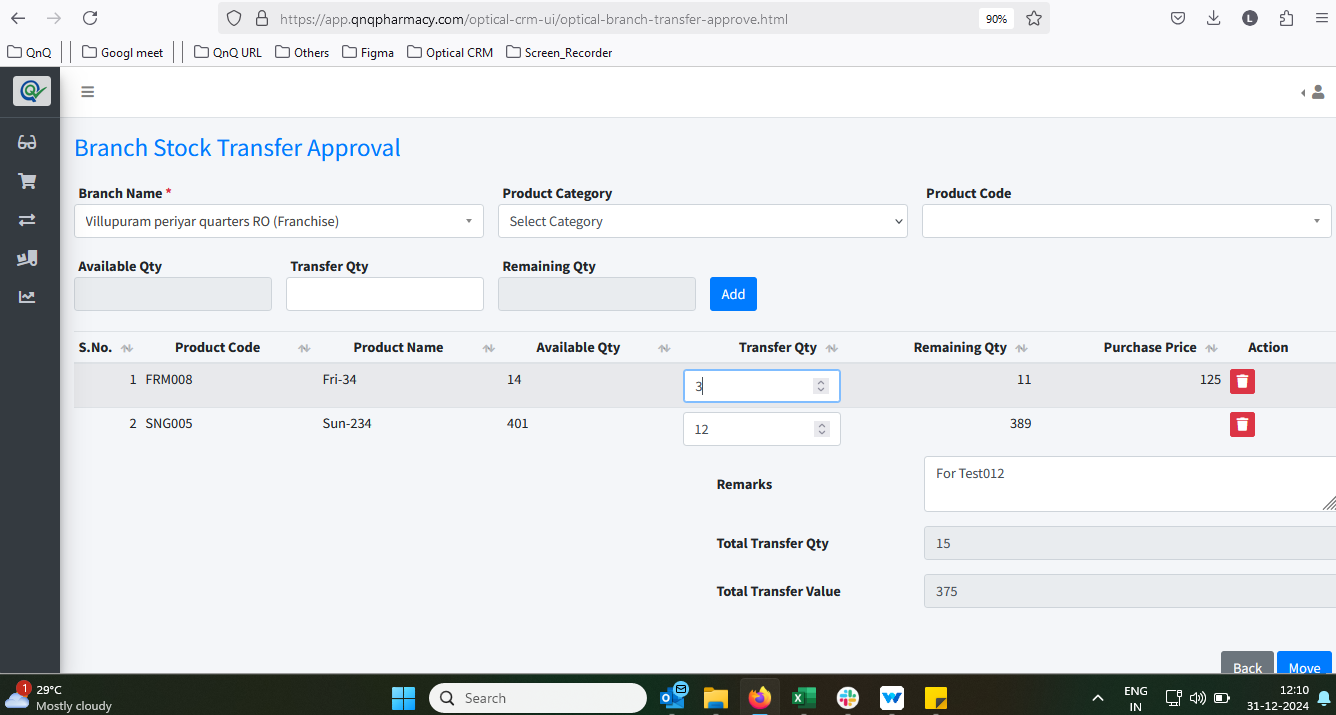 https://app.qnqpharmacy.com/optical-crm-ui/optical-branch-transfer-approve.html 90% L
QnQ Googl meet QnQ URL Others Figma Optical CRM Screen_Recorder
Branch Stock Transfer Approval
Branch Name * Product Category Product Code
Villupuram periyar quarters RO (Franchise) Select Category
Available Qty Transfer Qty Remaining Qty
Add
S.No. Product Code Product Name Available Qty Transfer Qty Remaining Qty Purchase Price Action
1 FRM008 Fri-34 14 3 11 125
2 SNG005 Sun-234 401 12 389
Remarks For Test012
Total Transfer Qty 15
Total Transfer Value 375
Back Move
1 29°C
Mostly cloudy
Search
ENG
IN
12:10
31-12-2024